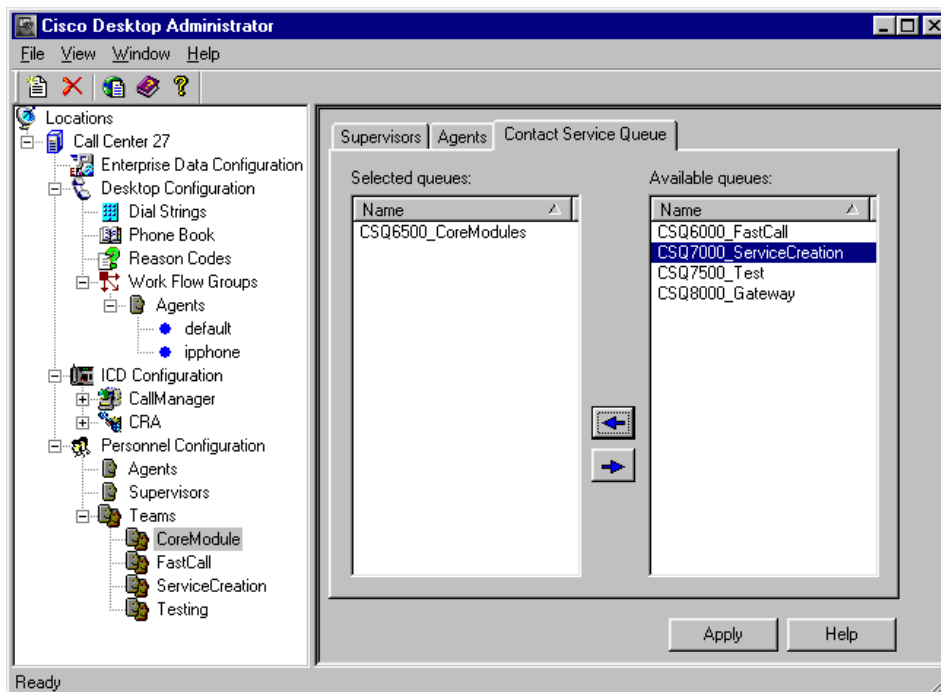 Cisco Desktop Administrator
File View Window Help
Locations
Call Center 27
Enterprise Data Configuration
Desktop Configuration
Dial Strings
Phone Book
Reason Codes
Work Flow Groups
Agents
default
ipphone
ICD Configuration
CallManager
CRA
Personnel Configuration
Agents
Supervisors
Teams
CoreModule
FastCall
ServiceCreation
Testing
Supervisors Agents Contact Service Queue
Selected queues:
Name
CSQ6500_CoreModules
Available queues:
Name
CSQ6000_FastCall
CSQ7000_ServiceCreation
CSQ7500_Test
CSQ8000_Gateway
Apply Help
Ready